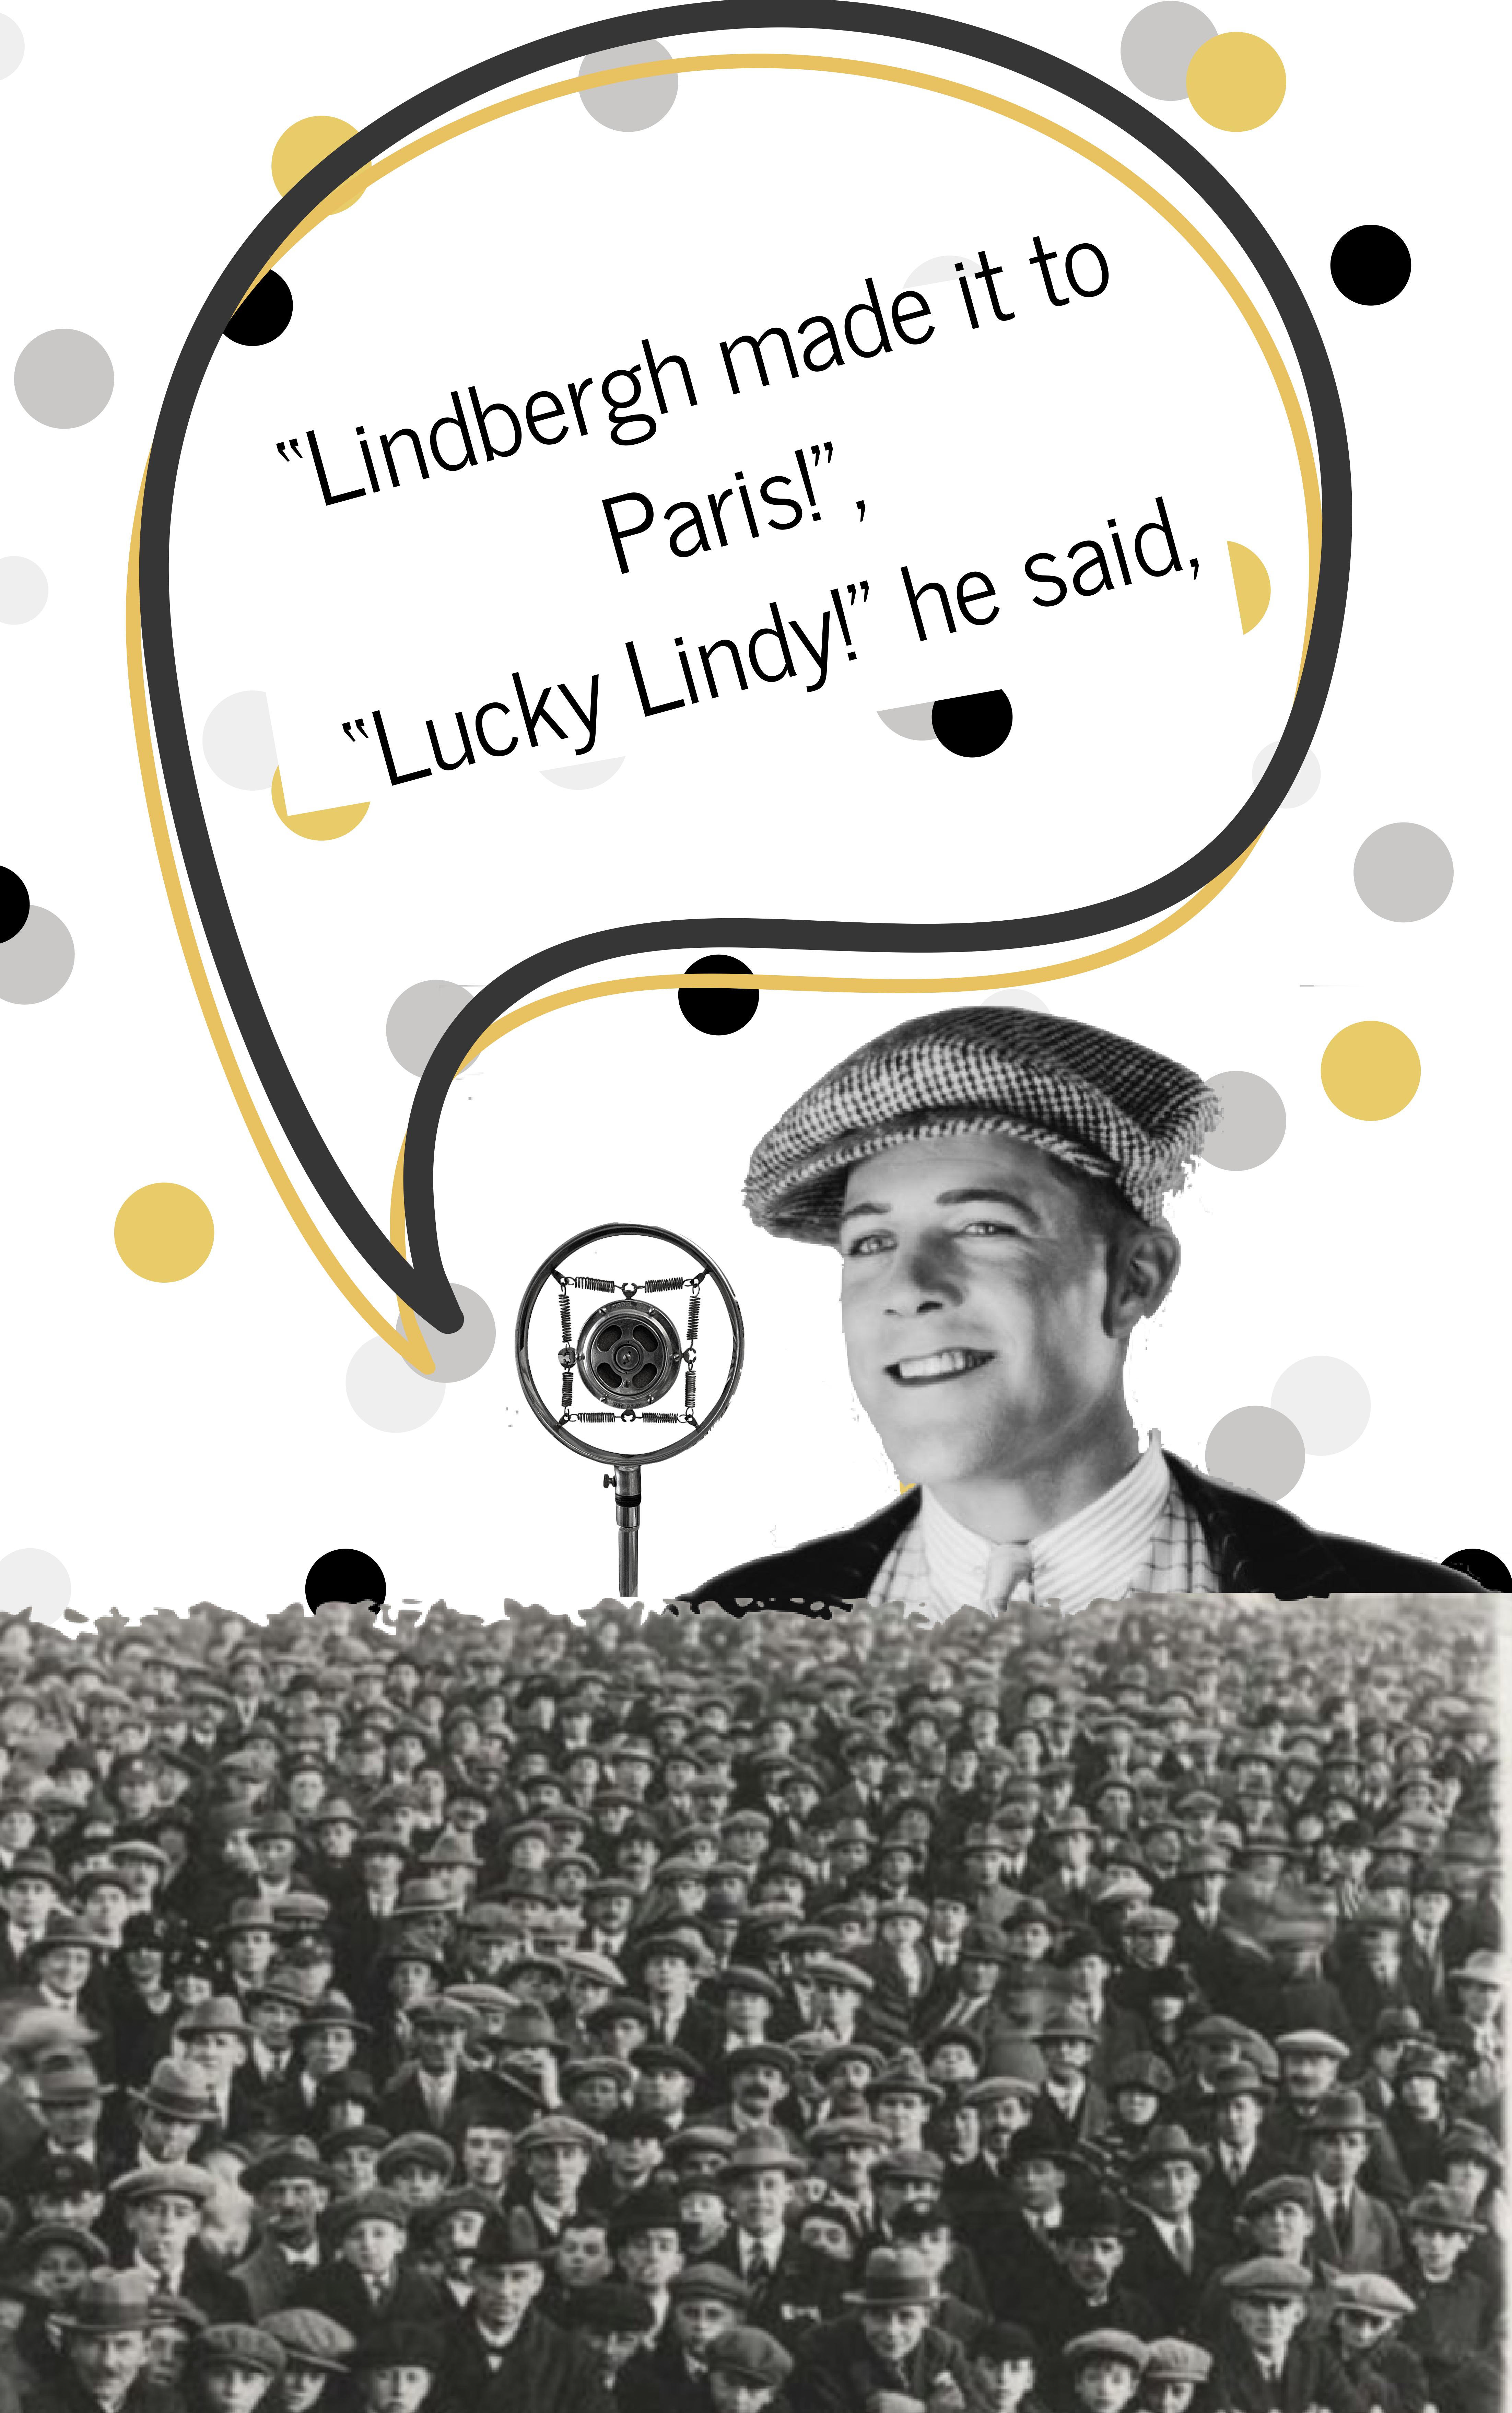 “Lindbergh made it to
Paris!”,
“Lucky Lindy!” he said,